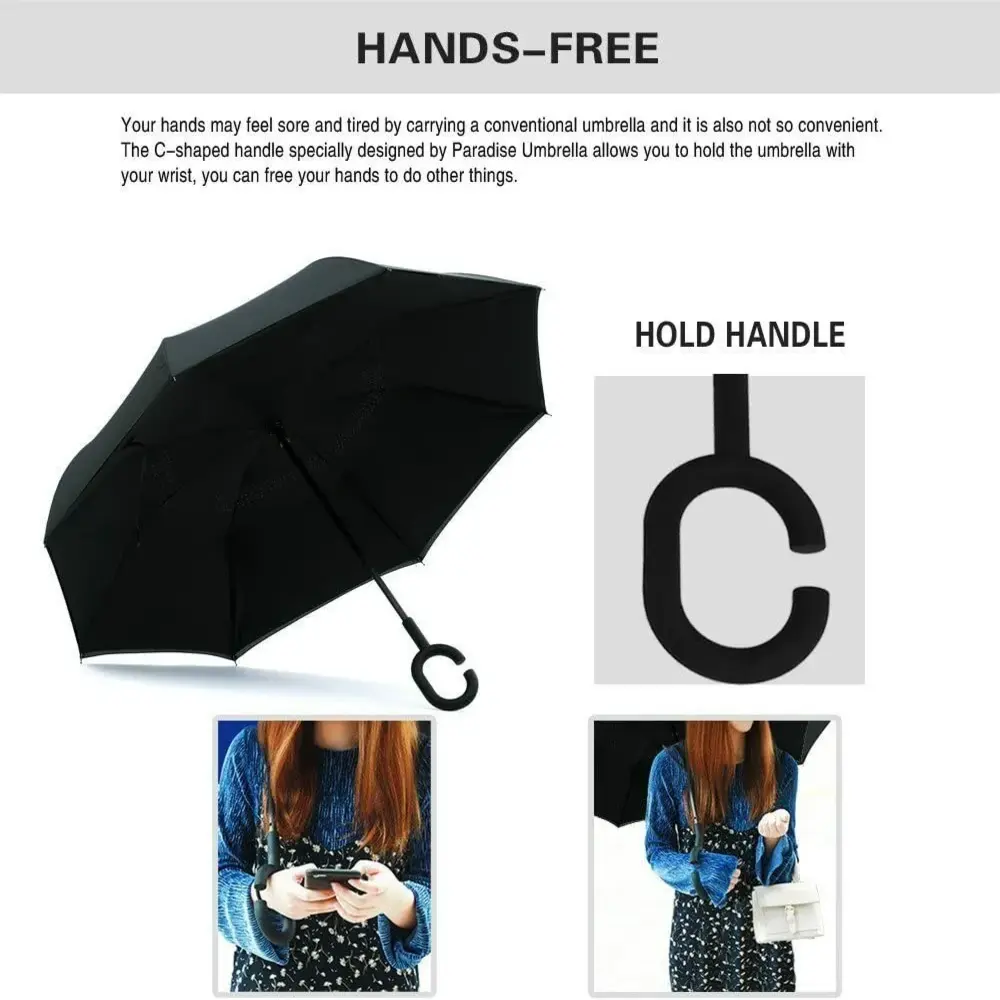 HANDS–FREE
Your hands may feel sore and tired by carrying a conventional umbrella and it is also not so convenient.
The C–shaped handle specially designed by Paradise Umbrella allows you to hold the umbrella with
your wrist, you can free your hands to do other things.
HOLD HANDLE